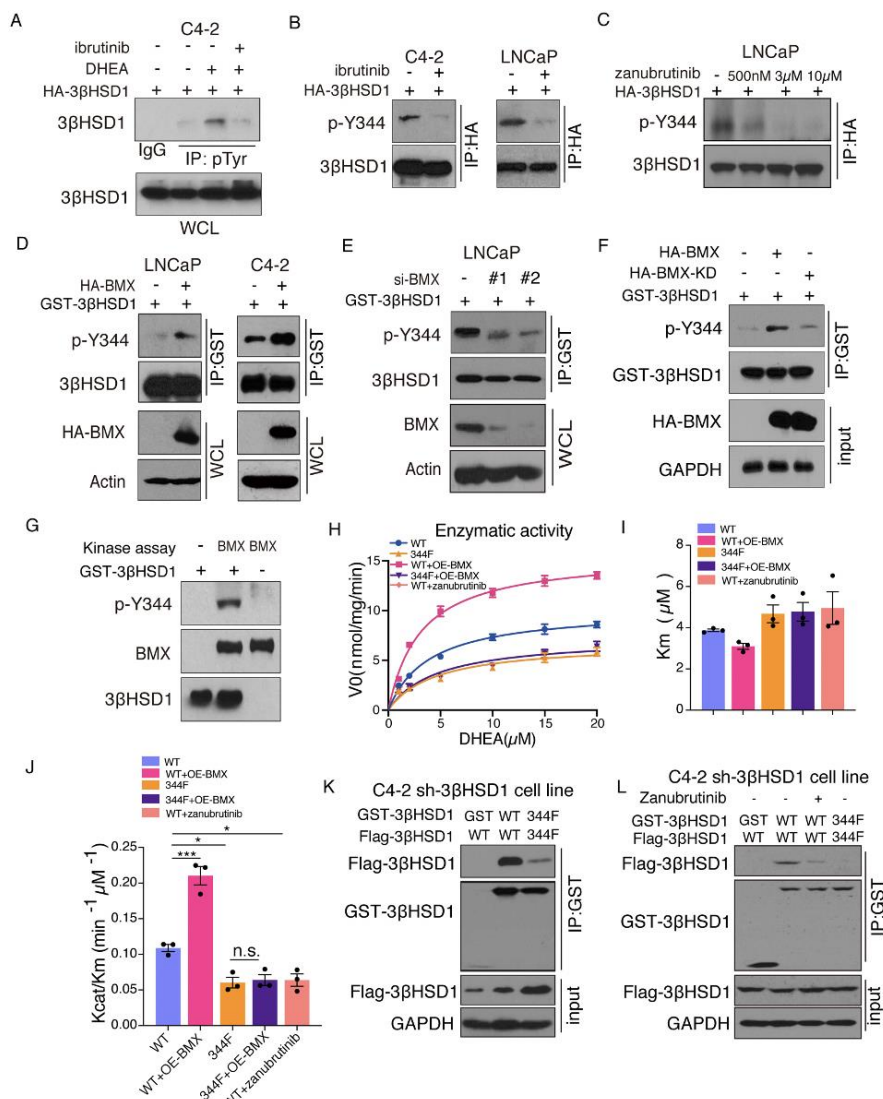 A
C4-2
ibrutinib - - - +
DHEA - - + +
HA-3βHSD1 + + + +
3βHSD1
IgG
IP: pTyr
3βHSD1
WCL
B
C4-2 LNCaP
ibrutinib - + - +
HA-3βHSD1 + + + +
p-Y344
3βHSD1
IP:HA
IP:HA
C
LNCaP
zanubrutinib - 500nM 3μM 10μM
HA-3βHSD1 + + + +
p-Y344
3βHSD1
IP:HA
D
LNCaP C4-2
HA-BMX - + - +
GST-3βHSD1 + + + +
p-Y344
3βHSD1
HA-BMX
Actin
IP:GST
WCL
IP:GST
WCL
E
LNCaP
si-BMX - #1 #2
GST-3βHSD1 + + +
p-Y344
3βHSD1
BMX
Actin
IP:GST
WCL
F
HA-BMX - + -
HA-BMX-KD - - +
GST-3βHSD1 + + +
p-Y344
GST-3βHSD1
HA-BMX
GAPDH
IP:GST
input
G
Kinase assay - BMX BMX
GST-3βHSD1 + + -
p-Y344
BMX
3βHSD1
H
Enzymatic activity
WT
344F
WT+OE-BMX
344F+OE-BMX
WT+zanubrutinib
V0(nmol/mg/min)
15
10
5
0
0 5 10 15 20
DHEA(μM)
I
WT
WT+OE-BMX
344F
344F+OE-BMX
WT+zanubrutinib
Km (μM)
8
6
4
2
0
J
WT
WT+OE-BMX
344F
344F+OE-BMX
WT+zanubrutinib
Kcat/Km (min -1 μM -1)
0.25
0.20
0.15
0.10
0.05
0.00
*
*
***
n.s.
WT
WT+OE-BMX
344F
344F+OE-BMX
WT+zanubrutinib
K
C4-2 sh-3βHSD1 cell line
GST-3βHSD1 GST WT 344F
Flag-3βHSD1 WT WT 344F
Flag-3βHSD1
GST-3βHSD1
Flag-3βHSD1
GAPDH
IP:GST
input
L
C4-2 sh-3βHSD1 cell line
Zanubrutinib - - + -
GST-3βHSD1 GST WT WT 344F
Flag-3βHSD1 WT WT WT 344F
Flag-3βHSD1
GST-3βHSD1
Flag-3βHSD1
GAPDH
IP:GST
input